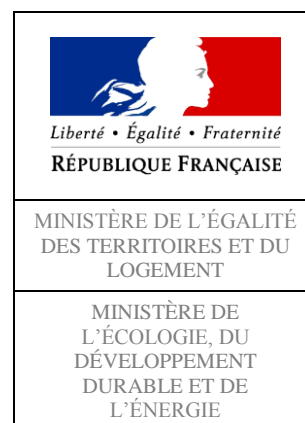 Liberté • Égalité • Fraternité
RÉPUBLIQUE FRANÇAISE
MINISTÈRE DE L'ÉGALITÉ
DES TERRITOIRES ET DU
LOGEMENT
MINISTÈRE DE
L'ÉCOLOGIE, DU
DÉVELOPPEMENT
DURABLE ET DE
L'ÉNERGIE